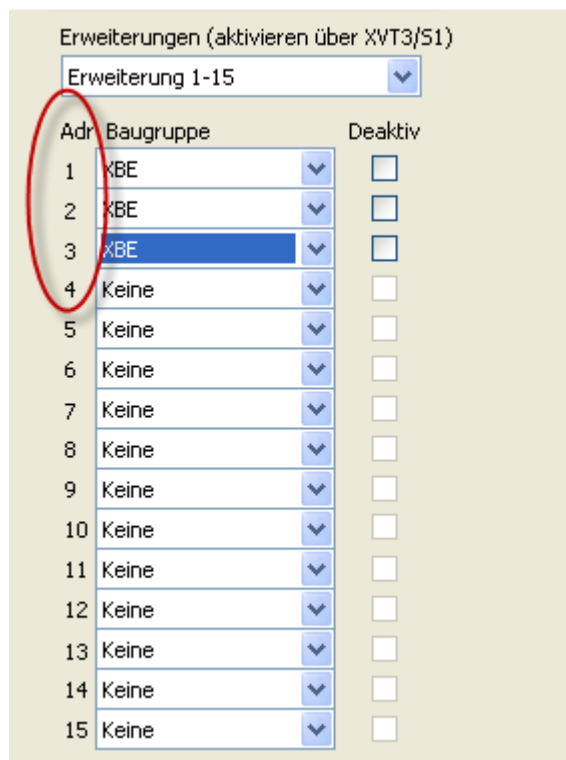 Erweiterungen (aktivieren über XVT3/S1)
Erweiterung 1-15
Adr Baugruppe Deaktiv
1 XBE
2 XBE
3 XBE
4 Keine
5 Keine
6 Keine
7 Keine
8 Keine
9 Keine
10 Keine
11 Keine
12 Keine
13 Keine
14 Keine
15 Keine